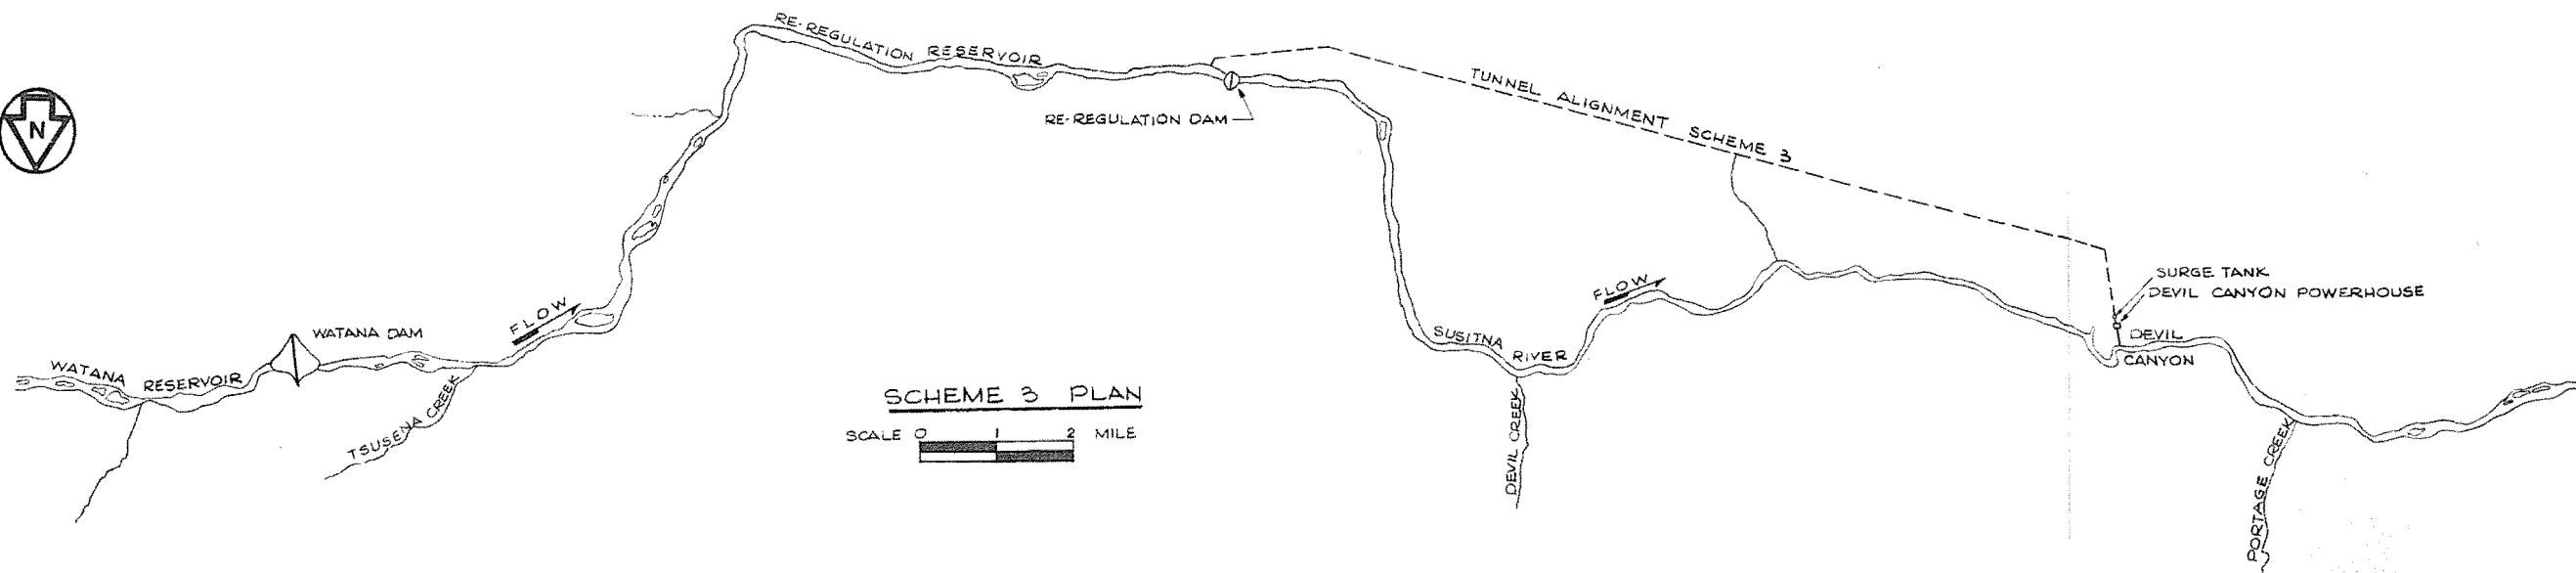 RE-REGULATION RESERVOIR
N
TUNNEL ALIGNMENT SCHEME 3
RE-REGULATION DAM
SURGE TANK
DEVIL CANYON POWERHOUSE
FLOW
FLOW
WATANA DAM
SUSITNA RIVER
DEVIL
CANYON
WATANA RESERVOIR
TSUSENA CREEK
SCHEME 3 PLAN
SCALE 0 1 2 MILE
DEVIL CREEK
PORTAGE CREEK